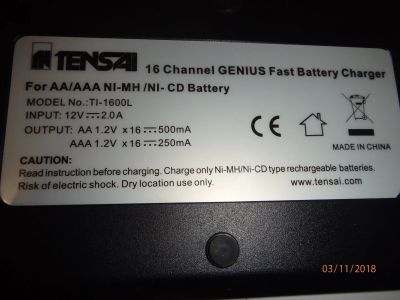 TENSAI 16 Channel GENIUS Fast Battery Charger
For AA/AAA NI-MH /NI- CD Battery
MODEL No.:TI-1600L
INPUT: 12V⎓2.0A
OUTPUT: AA 1.2V x16⎓500mA
AAA 1.2V x16⎓250mA
CE
MADE IN CHINA
CAUTION:
Read instruction before charging. Charge only Ni-MH/Ni-CD type rechargeable batteries.
Risk of electric shock. Dry location use only.
www.tensai.com
03/11/2018